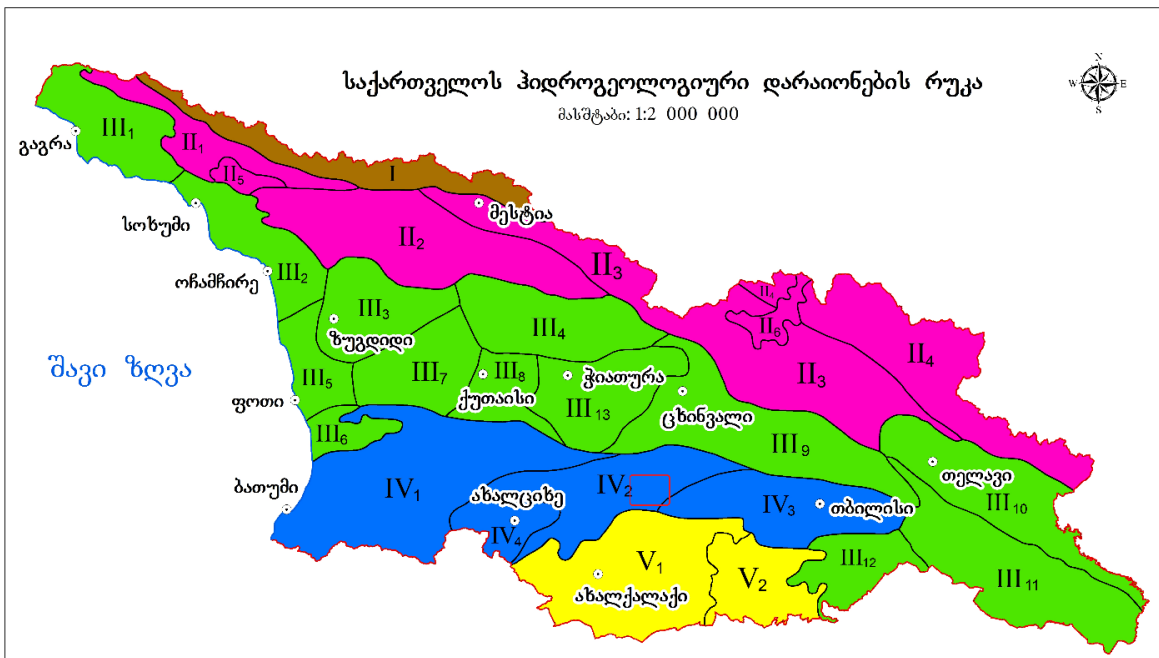 საქართველოს ჰიდროგეოლოგიური დარაიონების რუკა
მასშტაბი: 1:2 000 000
N
W E
S
გაგრა
III₁
II₁
II₅
I
სოხუმი
მესტია
II₂
II₃
ოჩამჩირე
III₂
III₃
ზუგდიდი
III₄
II₄
II₆
II₄
II₃
შავი ზღვა
III₅
III₇
III₈
ქუთაისი
ჭიათურა
III₁₃
ცხინვალი
ფოთი
III₆
III₉
თელავი
III₁₀
ბათუმი
IV₁
ახალციხე
IV₂
IV₃
თბილისი
IV₄
V₁
V₂
III₁₂
III₁₁
ახალქალაქი